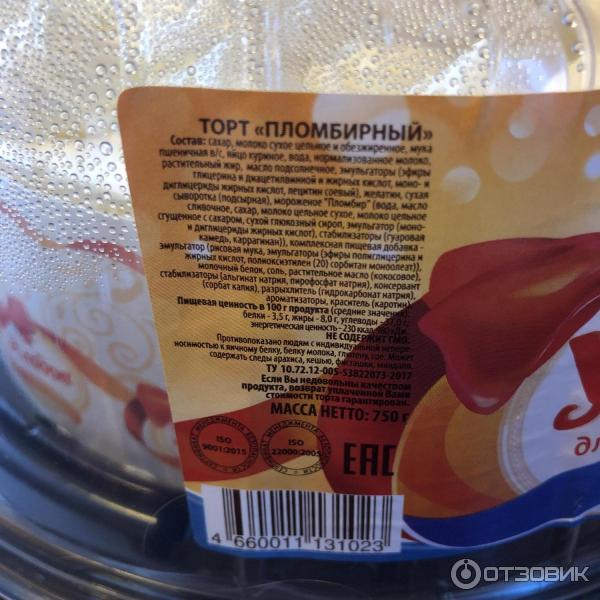 ТОРТ «ПЛОМБИРНЫЙ»
Состав: сахар, молоко сухое цельное и обезжиренное, мука
пшеничная в/с, яйцо куриное, вода, нормализованное молоко,
растительный жир, масло подсолнечное, эмульгаторы (эфиры
глицерина и диацетилвинной и жирных кислот, моно- и
диглицериды жирных кислот, лецитин соевый), желатин, сухая
сыворотка (подсырная), мороженое "Пломбир" (вода, масло
сливочное, сахар, молоко цельное сухое, молоко цельное
сгущенное с сахаром, сухой глюкозный сироп, эмульгатор (моно-
и диглицериды жирных кислот), стабилизаторы (гуаровая
камедь, каррагинан)), комплексная пищевая добавка -
эмульгатор (рисовая мука, эмульгаторы (эфиры полиглицерина и
жирных кислот, полиоксиэтилен (20) сорбитан моноолеат)),
молочный белок, соль, растительное масло (кокосовое),
стабилизаторы (альгинат натрия, пирофосфат натрия), консервант
(сорбат калия), разрыхлитель (гидрокарбонат натрия),
ароматизаторы, краситель (каротин)
Пищевая ценность в 100 г продукта (средние значения):
белки - 3,5 г, жиры - 8,0 г, углеводы - 37,0 г;
энергетическая ценность - 230 ккал
НЕ СОДЕРЖИТ ГМО.
Противопоказано людям с индивидуальной непере-
носимостью к яичному белку, белку молока, глютену, сое. Может
содержать следы арахиса, кешью, фисташки, миндаля.
ТУ 10.72.12-005-53822073-2017
Если Вы недовольны качеством
продукта, возврат уплаченной Вами
стоимости торта гарантирован.
МАССА НЕТТО: 750 г
ISO
9001:2015
ISO
22000:2005
EAC
4 660011 131023
ОТЗОВИК